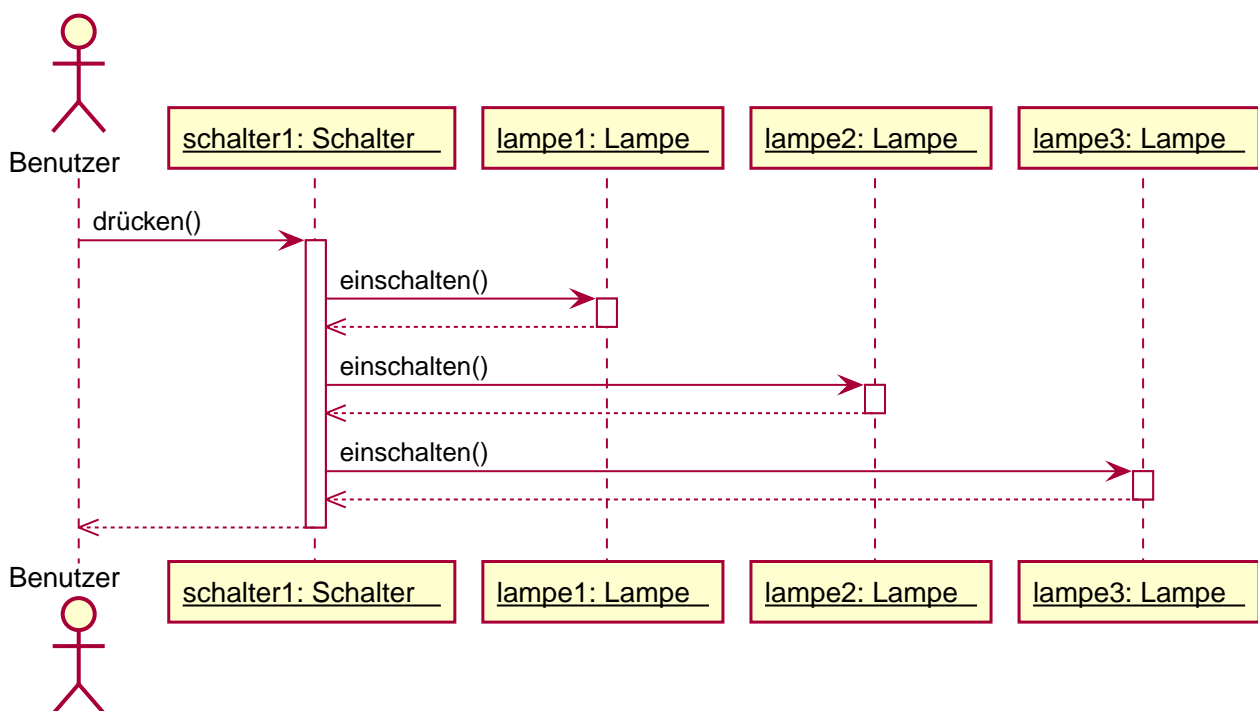 Benutzer
schalter1: Schalter
lampe1: Lampe
lampe2: Lampe
lampe3: Lampe
drücken()
einschalten()
einschalten()
einschalten()
Benutzer
schalter1: Schalter
lampe1: Lampe
lampe2: Lampe
lampe3: Lampe